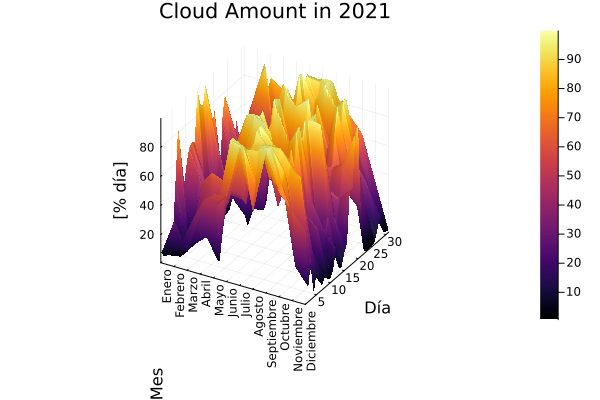 Cloud Amount in 2021
[% día]
80
60
40
20
Enero
Febrero
Marzo
Abril
Mayo
Junio
Julio
Agosto
Septiembre
Octubre
Noviembre
Diciembre
Mes
5
10
15
20
25
30
Día
90
80
70
60
50
40
30
20
10